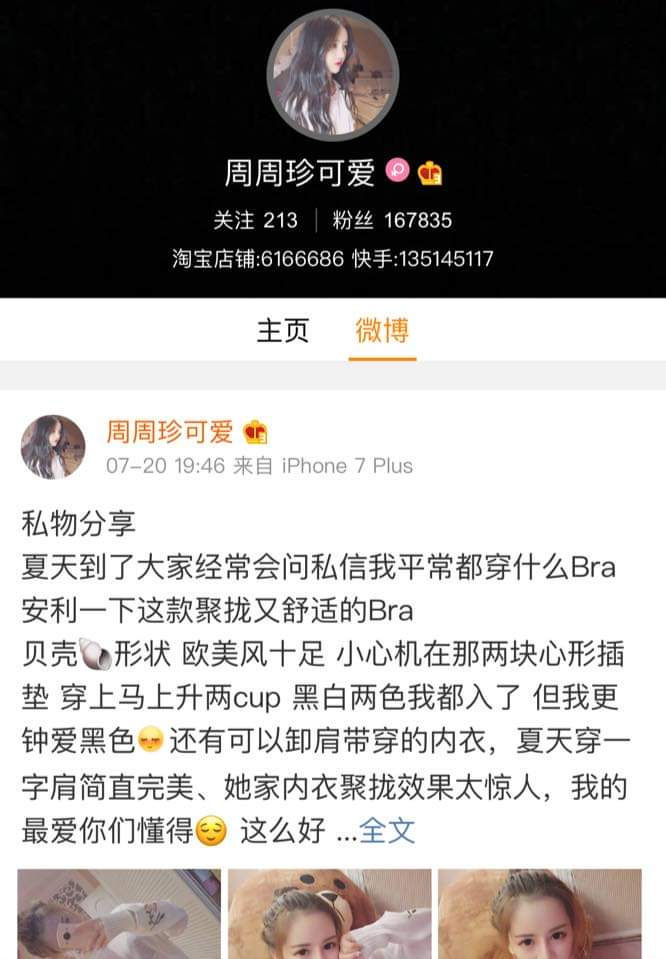 周周珍可爱
关注 213 | 粉丝 167835
淘宝店铺:6166686 快手:135145117
主页 微博
周周珍可爱
07-20 19:46 来自 iPhone 7 Plus
私物分享
夏天到了大家经常会问私信我平常都穿什么Bra
安利一下这款聚拢又舒适的Bra
贝壳🐚形状 欧美风十足 小心机在那两块心形插
垫 穿上马上升两cup 黑白两色我都入了 但我更
钟爱黑色😊还有可以卸肩带穿的内衣，夏天穿一
字肩简直完美、她家内衣聚拢效果太惊人，我的
最爱你们懂得😌 这么好 ...全文